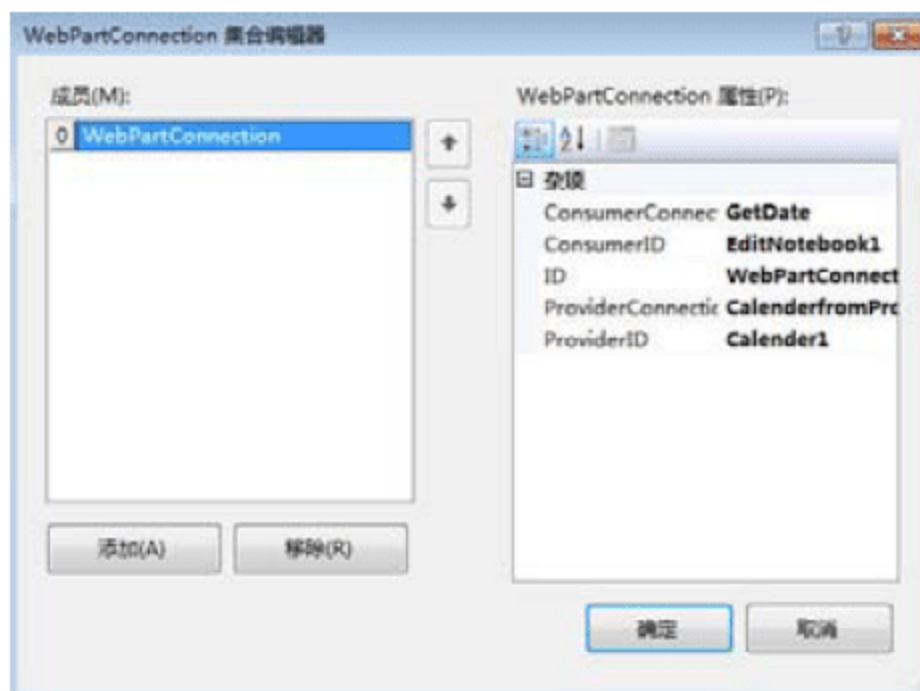 WebPartConnection 集合编辑器
成员(M):
0 WebPartConnection
添加(A)
移除(R)
WebPartConnection 属性(P):
杂项
ConsumerConnec GetDate
ConsumerID EditNotebook1
ID WebPartConnect
ProviderConnectic CalenderfromPrc
ProviderID Calender1
确定
取消